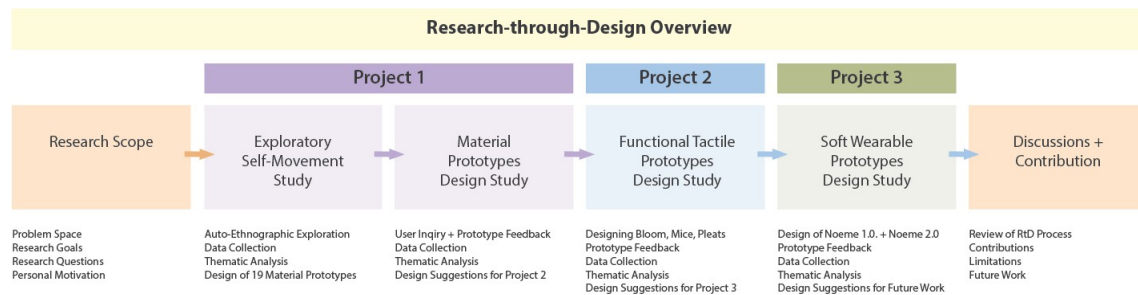 Research-through-Design Overview
Project 1
Project 2
Project 3
Research Scope
Exploratory
Self-Movement
Study
Material
Prototypes
Design Study
Functional Tactile
Prototypes
Design Study
Soft Wearable
Prototypes
Design Study
Discussions +
Contribution
Problem Space
Research Goals
Research Questions
Personal Motivation
Auto-Ethnographic Exploration
Data Collection
Thematic Analysis
Design of 19 Material Prototypes
User Inqiry + Prototype Feedback
Data Collection
Thematic Analysis
Design Suggestions for Project 2
Designing Bloom, Mice, Pleats
Prototype Feedback
Data Collection
Thematic Analysis
Design Suggestions for Project 3
Design of Noeme 1.0. + Noeme 2.0
Prototype Feedback
Data Collection
Thematic Analysis
Design Suggestions for Future Work
Review of RtD Process
Contributions
Limitations
Future Work